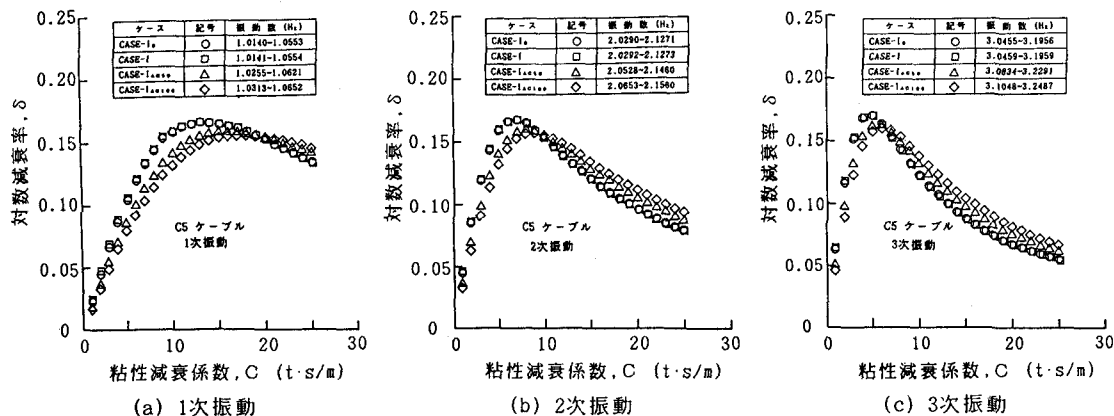 0.25
0.20
0.15
0.10
0.05
0
0 10 20 30
対数減衰率, δ
粘性減衰係数, C (t·s/m)
ケース 記号 振動数 (Hz)
CASE-I₀ ○ 1.0140-1.0553
CASE-I □ 1.0141-1.0554
△ 1.0255-1.0621
◇ 1.0313-1.0652
C5 ケーブル
1次振動
(a) 1次振動
0.25
0.20
0.15
0.10
0.05
0
0 10 20 30
対数減衰率, δ
粘性減衰係数, C (t·s/m)
ケース 記号 振動数 (Hz)
CASE-I₀ ○ 2.0290-2.1271
CASE-I □ 2.0292-2.1273
△ 2.0528-2.1460
◇ 2.0653-2.1560
C5 ケーブル
2次振動
(b) 2次振動
0.25
0.20
0.15
0.10
0.05
0
0 10 20 30
対数減衰率, δ
粘性減衰係数, C (t·s/m)
ケース 記号 振動数 (Hz)
CASE-I₀ ○ 3.0455-3.1956
CASE-I □ 3.0459-3.1959
△ 3.0834-3.2291
◇ 3.1048-3.2487
C5 ケーブル
3次振動
(c) 3次振動